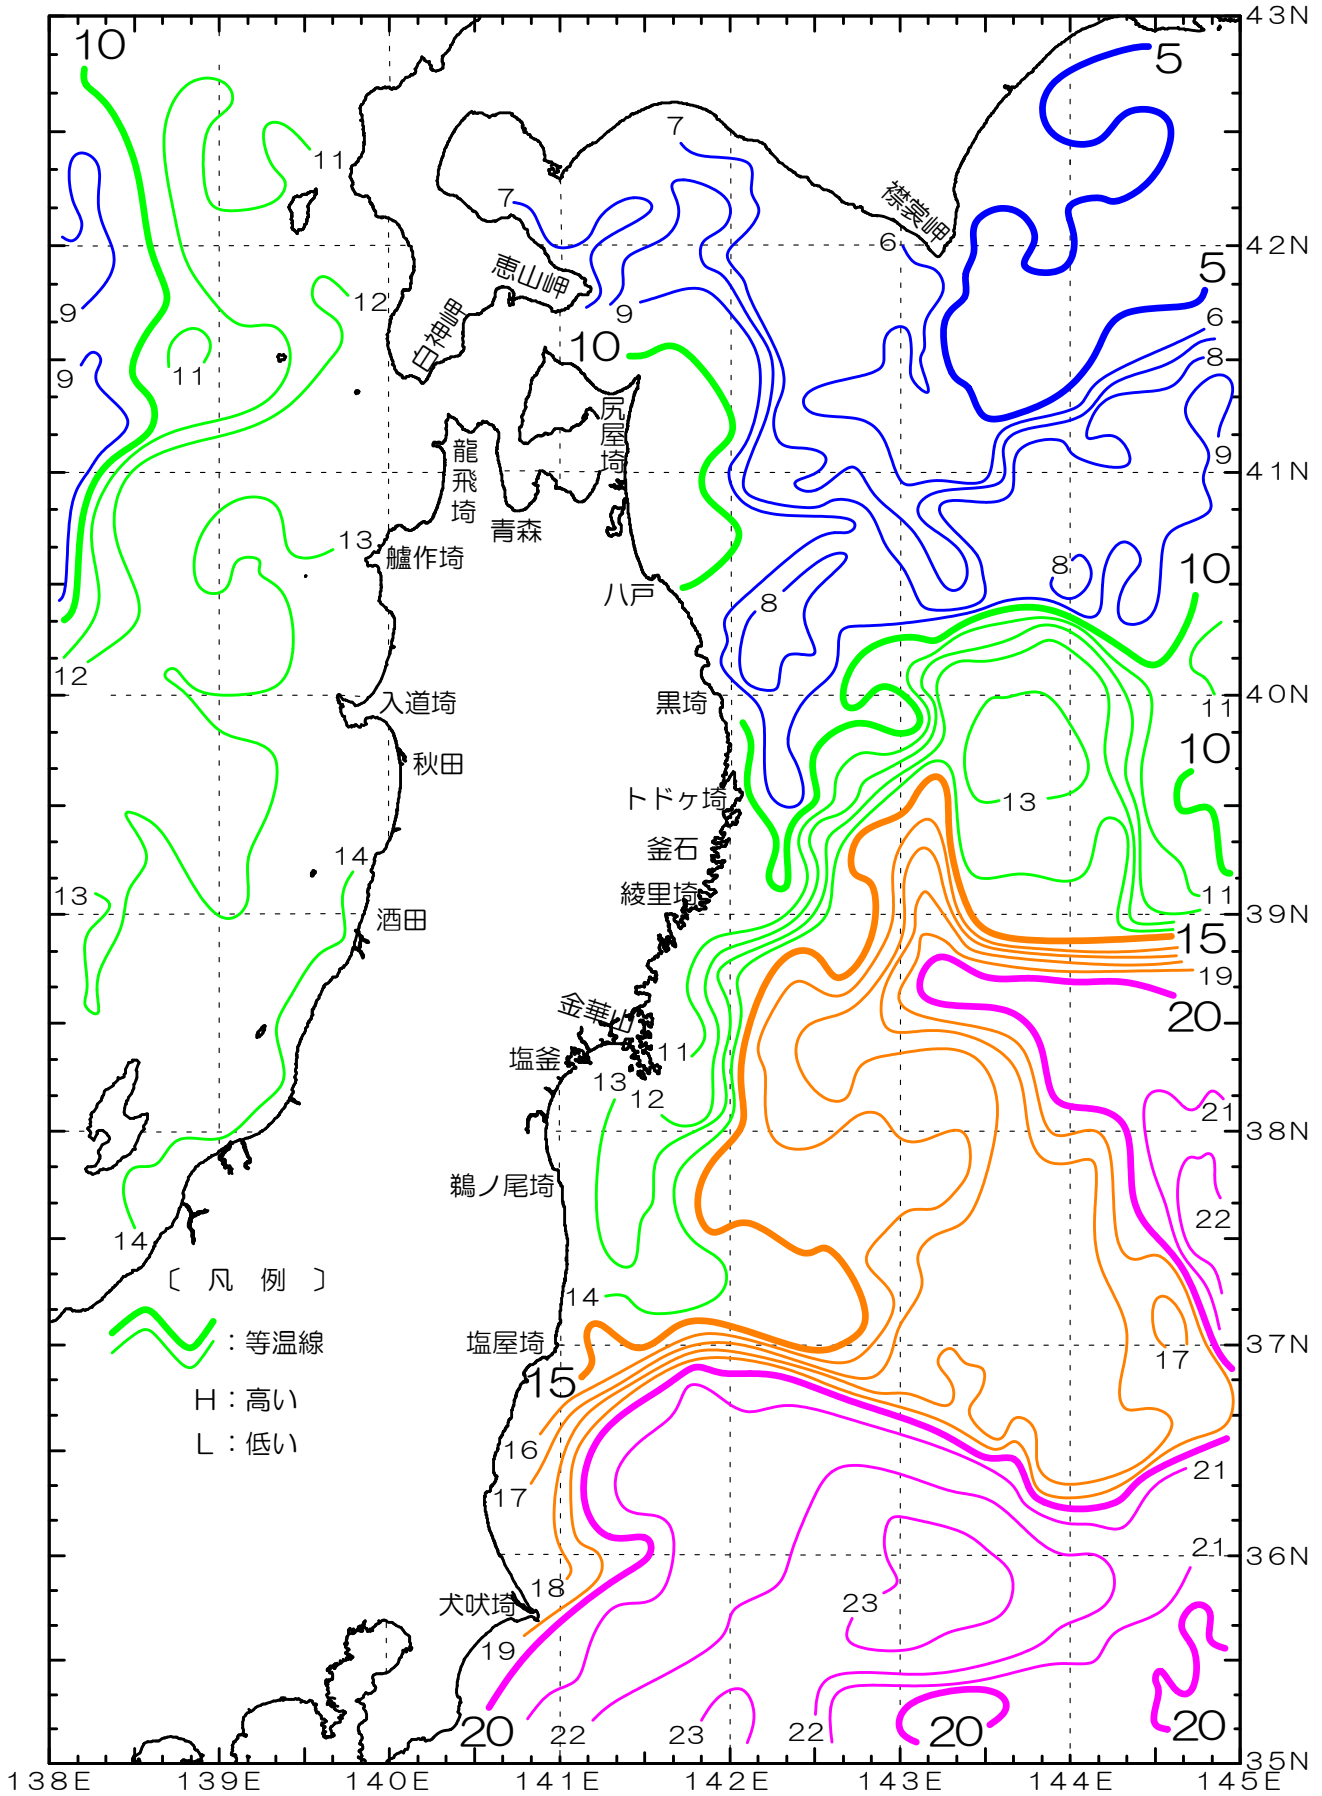 43N
10
5
7
11
襟裳岬
7
6
42N
恵山岬
5
12
9
9
6
白神岬
10
8
9
11
尻屋埼
9
龍飛埼
41N
青森
13
艫作埼
8
10
八戸
8
12
入道埼
黒埼
40N
11
10
秋田
トドヶ埼
13
釜石
14
13
綾里埼
11
39N
酒田
15
19
金華山
20
塩釜
11
13
12
21
38N
鵜ノ尾埼
22
14
〔 凡 例 〕
14
:等温線
塩屋埼
37N
17
15
H:高い
16
L:低い
21
17
21
36N
18
犬吠埼
23
19
20
22
23
22
20
20
35N
138E
139E
140E
141E
142E
143E
144E
145E